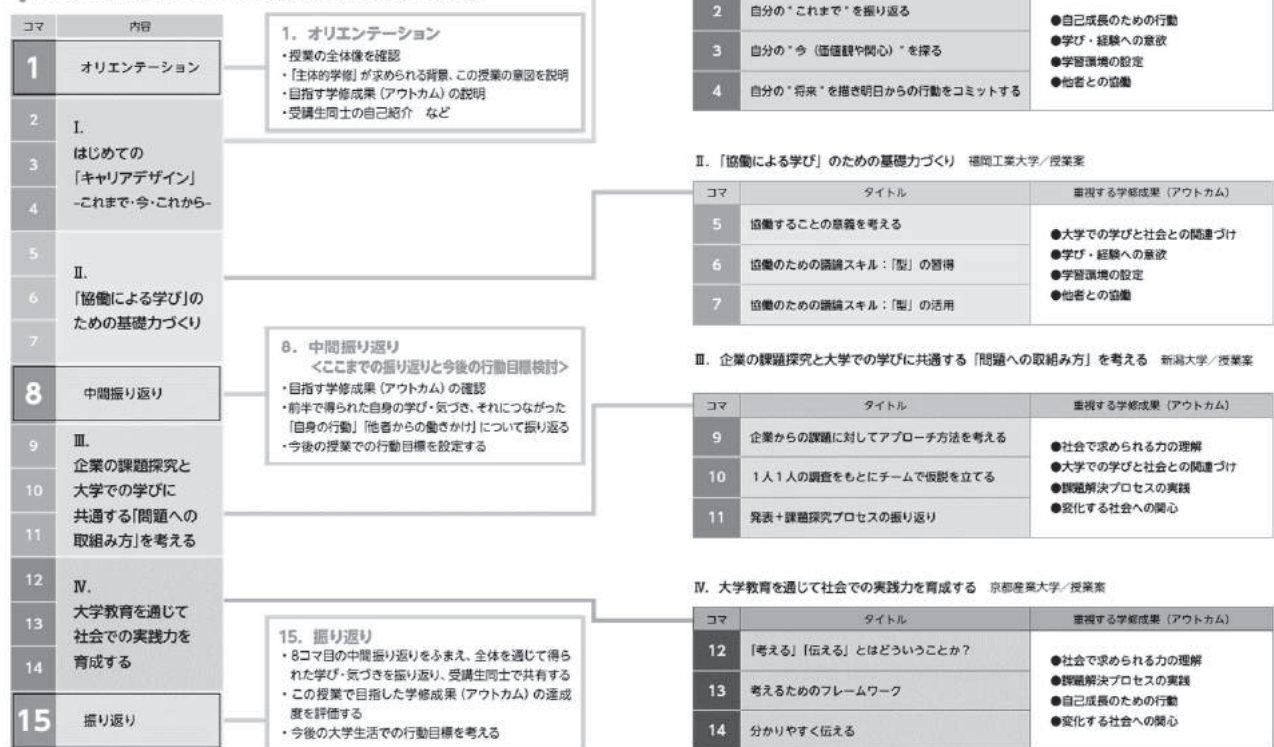 コマ 内容
1 オリエンテーション
2
3
4
Ⅰ.
はじめての
「キャリアデザイン」
-これまで・今・これから-
5
6
7
Ⅱ.
「協働による学び」の
ための基礎力づくり
8 中間振り返り
9
10
11
Ⅲ.
企業の課題探究と
大学での学びに
共通する「問題への
取組み方」を考える
12
13
14
Ⅳ.
大学教育を通じて
社会での実践力を
育成する
15 振り返り
1. オリエンテーション
・授業の全体像を確認
・「主体的学修」が求められる背景、この授業の意図を説明
・目指す学修成果（アウトカム）の説明
・受講生同士の自己紹介 など
8. 中間振り返り
<ここまでの振り返りと今後の行動目標検討>
・目指す学修成果（アウトカム）の確認
・前半で得られた自身の学び・気づき、それにつながった
「自身の行動」「他者からの働きかけ」について振り返る
・今後の授業での行動目標を設定する
15. 振り返り
・8コマ目の中間振り返りをふまえ、全体を通じて得ら
れた学び・気づきを振り返り、受講生同士で共有する
・この授業で目指した学修成果（アウトカム）の達成
度を評価する
・今後の大学生活での行動目標を考える
2 自分の"これまで"を振り返る
3 自分の"今（価値観や関心）"を探る
4 自分の"将来"を描き明日からの行動をコミットする
●自己成長のための行動
●学び・経験への意欲
●学習環境の設定
●他者との協働
Ⅱ. 「協働による学び」のための基礎力づくり 福岡工業大学／授業案
コマ タイトル 重視する学修成果（アウトカム）
5 協働することの意義を考える
6 協働のための議論スキル：「型」の習得
7 協働のための議論スキル：「型」の活用
●大学での学びと社会との関連づけ
●学び・経験への意欲
●学習環境の設定
●他者との協働
Ⅲ. 企業の課題探究と大学での学びに共通する「問題への取組み方」を考える 新潟大学／授業案
コマ タイトル 重視する学修成果（アウトカム）
9 企業からの課題に対してアプローチ方法を考える
10 1人1人の調査をもとにチームで仮説を立てる
11 発表＋課題探究プロセスの振り返り
●社会で求められる力の理解
●大学での学びと社会との関連づけ
●課題解決プロセスの実践
●変化する社会への関心
Ⅳ. 大学教育を通じて社会での実践力を育成する 京都産業大学／授業案
コマ タイトル 重視する学修成果（アウトカム）
12 「考える」「伝える」とはどういうことか？
13 考えるためのフレームワーク
14 分かりやすく伝える
●社会で求められる力の理解
●課題解決プロセスの実践
●自己成長のための行動
●変化する社会への関心